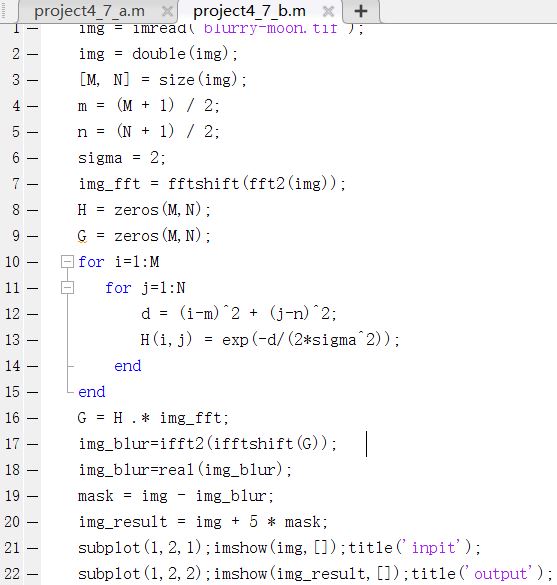 project4_7_a.m × project4_7_b.m × +
1 — img = imread('blurry-moon.tif');
2 — img = double(img);
3 — [M, N] = size(img);
4 — m = (M + 1) / 2;
5 — n = (N + 1) / 2;
6 — sigma = 2;
7 — img_fft = fftshift(fft2(img));
8 — H = zeros(M,N);
9 — G = zeros(M,N);
10 — for i=1:M
11 — for j=1:N
12 — d = (i-m)^2 + (j-n)^2;
13 — H(i,j) = exp(-d/(2*sigma^2));
14 — end
15 — end
16 — G = H .* img_fft;
17 — img_blur=ifft2(ifftshift(G));
18 — img_blur=real(img_blur);
19 — mask = img - img_blur;
20 — img_result = img + 5 * mask;
21 — subplot(1,2,1);imshow(img,[]);title('inpit');
22 — subplot(1,2,2);imshow(img_result,[]);title('output');